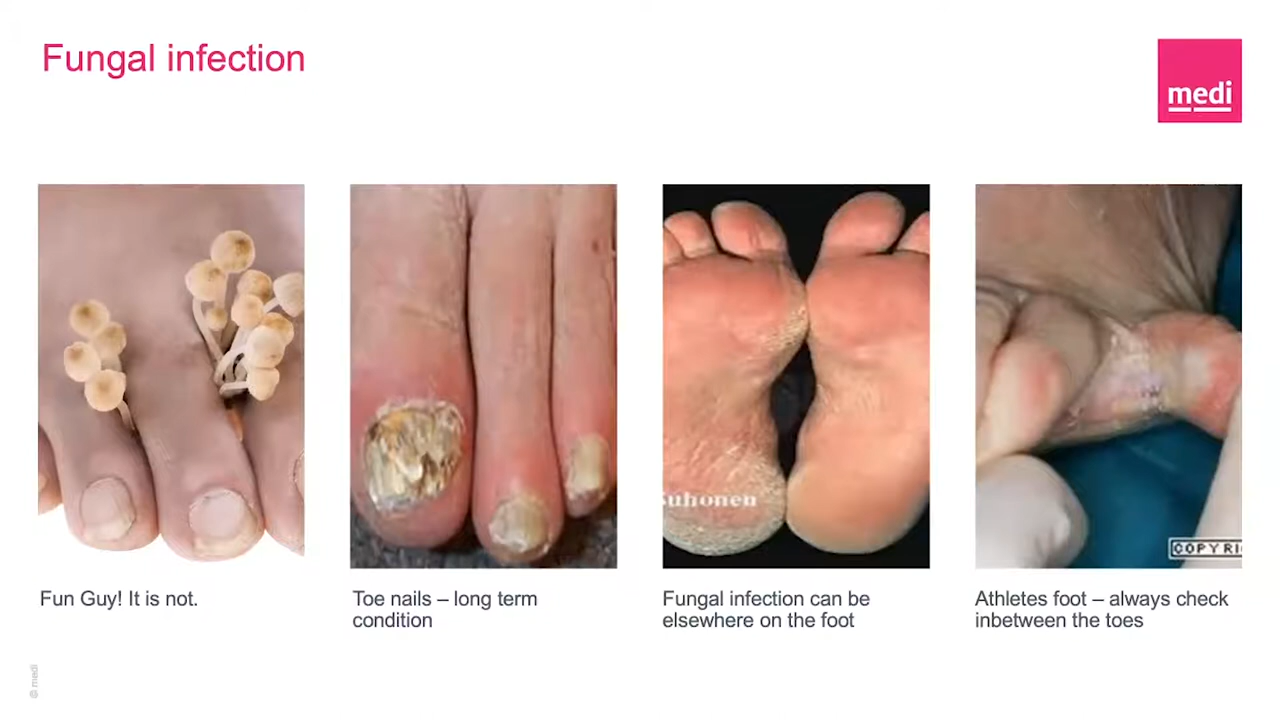 Fungal infection
medi
Suhonen
COPYRI
Fun Guy! It is not.
Toe nails – long term
condition
Fungal infection can be
elsewhere on the foot
Athletes foot – always check
inbetween the toes
© medi